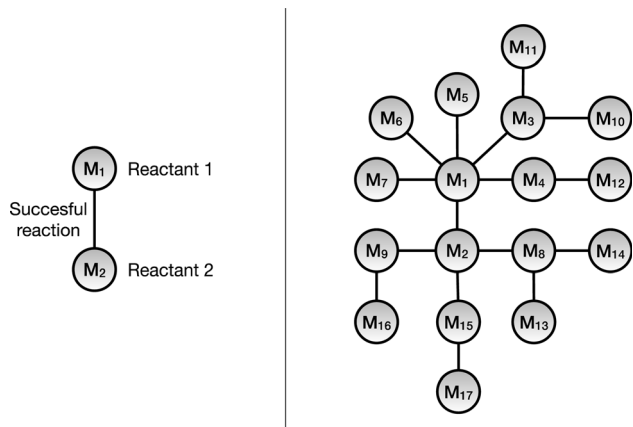 M₁ Reactant 1
Succesful
reaction
M₂ Reactant 2
M₁₁
M₅
M₆ M₃ M₁₀
M₇ M₁ M₄ M₁₂
M₉ M₂ M₈ M₁₄
M₁₆ M₁₅ M₁₃
M₁₇